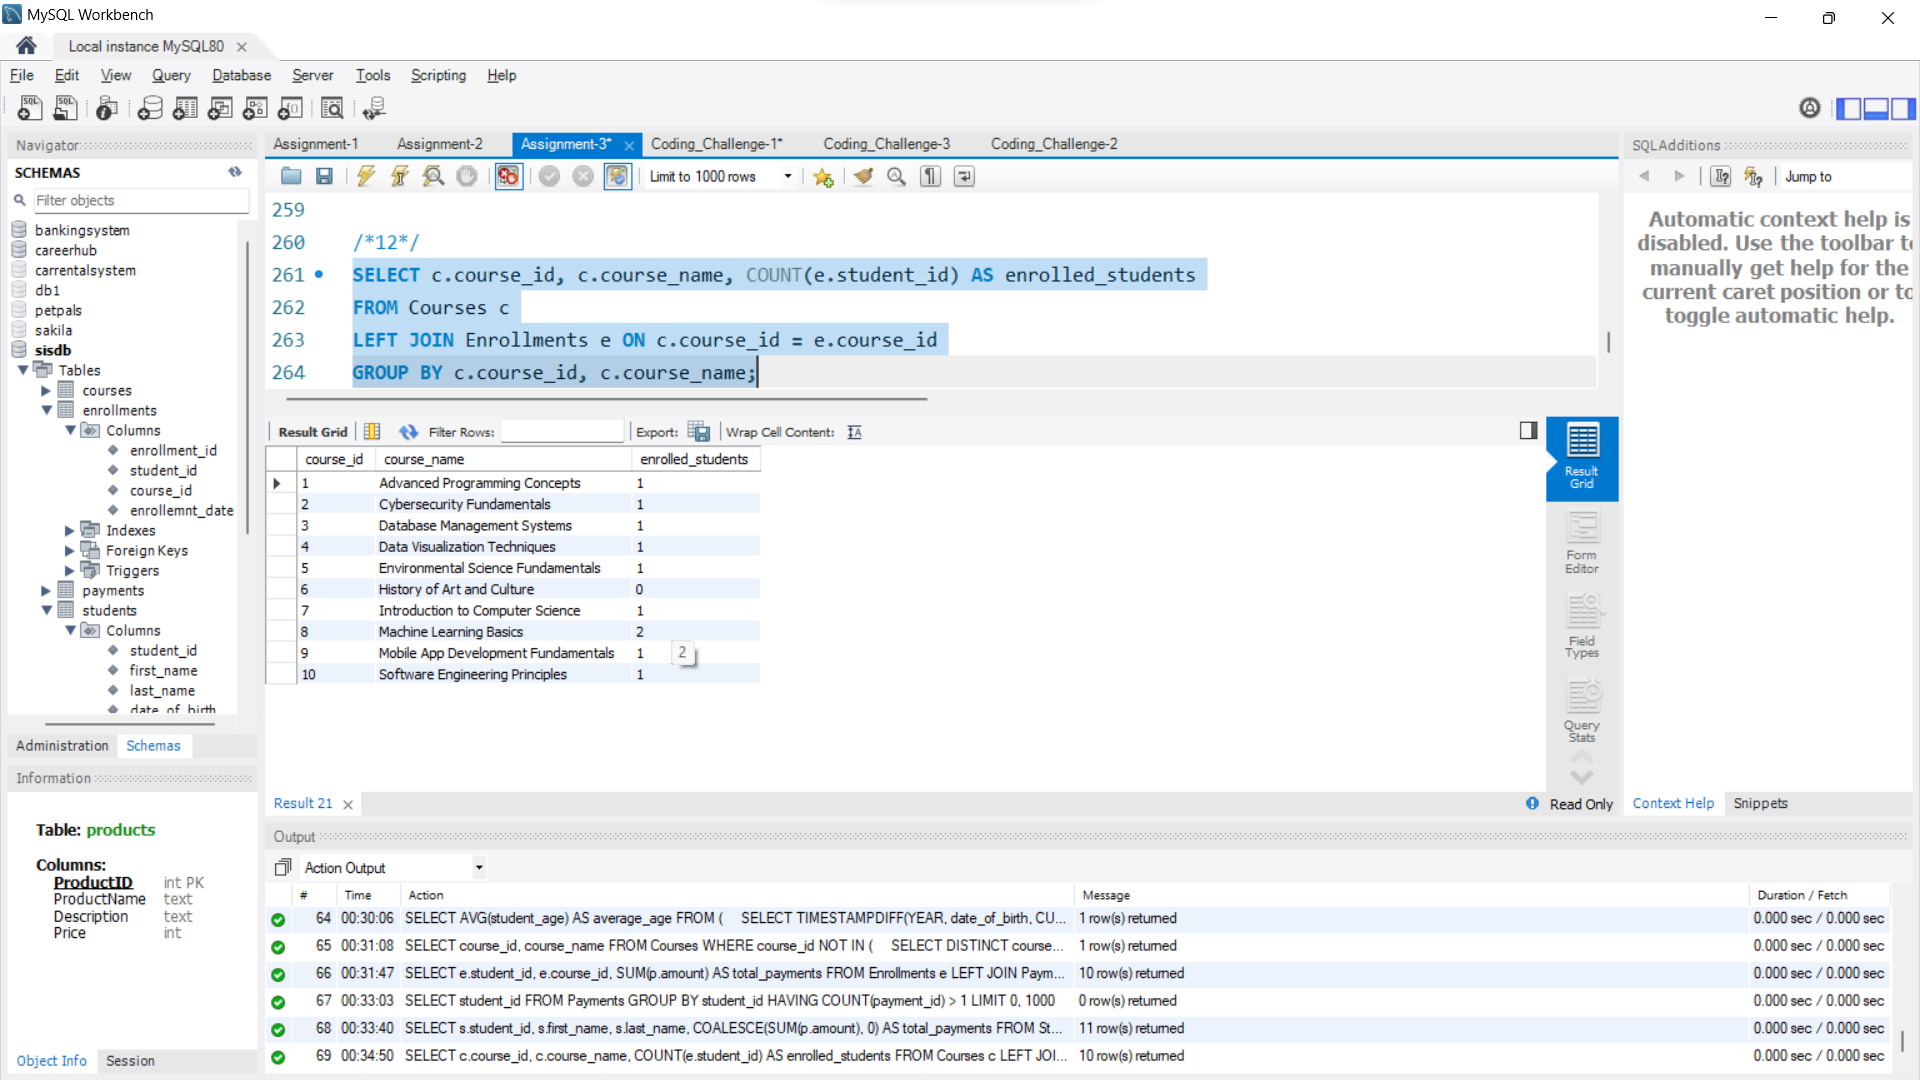 MySQL Workbench
Local instance MySQL80
File Edit View Query Database Server Tools Scripting Help
Navigator
SCHEMAS
Filter objects
bankingsystem
careerhub
carrentalsystem
db1
petpals
sakila
sisdb
Tables
courses
enrollments
Columns
enrollment_id
student_id
course_id
enrollemnt_date
Indexes
Foreign Keys
Triggers
payments
students
Columns
student_id
first_name
last_name
date_of_birth
Administration Schemas
Information
Table: products
Columns:
ProductID int PK
ProductName text
Description text
Price int
Object Info Session
Assignment-1 Assignment-2 Assignment-3* Coding_Challenge-1* Coding_Challenge-3 Coding_Challenge-2
Limit to 1000 rows
259
260 /*12*/
261 SELECT c.course_id, c.course_name, COUNT(e.student_id) AS enrolled_students
262 FROM Courses c
263 LEFT JOIN Enrollments e ON c.course_id = e.course_id
264 GROUP BY c.course_id, c.course_name;
Result Grid Filter Rows: Export: Wrap Cell Content:
course_id course_name enrolled_students
1 Advanced Programming Concepts 1
2 Cybersecurity Fundamentals 1
3 Database Management Systems 1
4 Data Visualization Techniques 1
5 Environmental Science Fundamentals 1
6 History of Art and Culture 0
7 Introduction to Computer Science 1
8 Machine Learning Basics 2
9 Mobile App Development Fundamentals 1
2
10 Software Engineering Principles 1
Result
Grid
Form
Editor
Field
Types
Query
Stats
Result 21
Read Only
SQLAdditions
Jump to
Automatic context help is
disabled. Use the toolbar t
manually get help for the
current caret position or to
toggle automatic help.
Context Help Snippets
Output
Action Output
# Time Action Message Duration / Fetch
64 00:30:06 SELECT AVG(student_age) AS average_age FROM ( SELECT TIMESTAMPDIFF(YEAR, date_of_birth, CU... 1 row(s) returned 0.000 sec / 0.000 sec
65 00:31:08 SELECT course_id, course_name FROM Courses WHERE course_id NOT IN ( SELECT DISTINCT course... 1 row(s) returned 0.000 sec / 0.000 sec
66 00:31:47 SELECT e.student_id, e.course_id, SUM(p.amount) AS total_payments FROM Enrollments e LEFT JOIN Paym... 10 row(s) returned 0.000 sec / 0.000 sec
67 00:33:03 SELECT student_id FROM Payments GROUP BY student_id HAVING COUNT(payment_id) > 1 LIMIT 0, 1000 0 row(s) returned 0.000 sec / 0.000 sec
68 00:33:40 SELECT s.student_id, s.first_name, s.last_name, COALESCE(SUM(p.amount), 0) AS total_payments FROM St... 11 row(s) returned 0.000 sec / 0.000 sec
69 00:34:50 SELECT c.course_id, c.course_name, COUNT(e.student_id) AS enrolled_students FROM Courses c LEFT JOI... 10 row(s) returned 0.000 sec / 0.000 sec